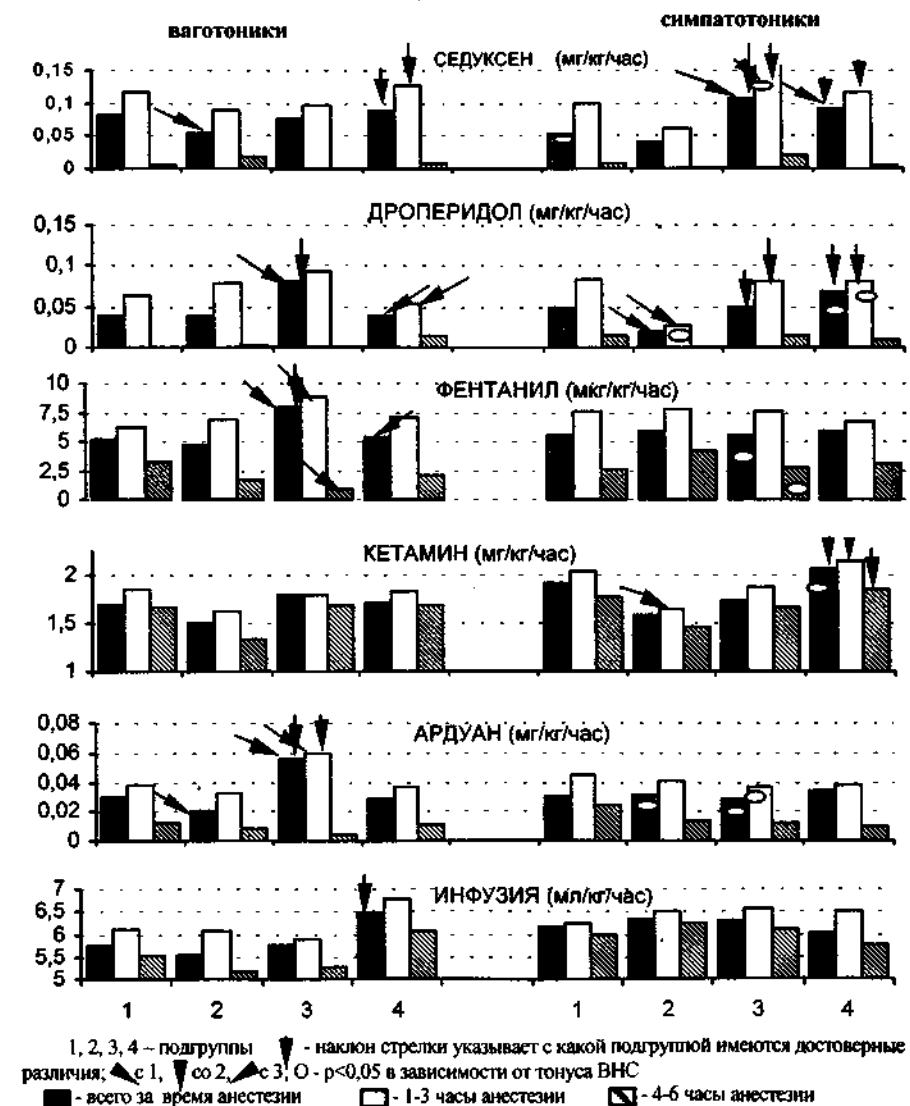 ваготоники симпатотоники
СЕДУКСЕН (мг/кг/час)
0,15
0,1
0,05
0
ДРОПЕРИДОЛ (мг/кг/час)
0,15
0,1
0,05
0
ФЕНТАНИЛ (мкг/кг/час)
10
7,5
5
2,5
0
КЕТАМИН (мг/кг/час)
2
1,5
1
АРДУАН (мг/кг/час)
0,08
0,06
0,04
0,02
0
ИНФУЗИЯ (мл/кг/час)
7
6,5
6
5,5
5
1 2 3 4 1 2 3 4
1, 2, 3, 4 – подгруппы - наклон стрелки указывает с какой подгруппой имеются достоверные
различия; с 1, со 2, с 3, О - p<0,05 в зависимости от тонуса ВНС
- всего за время анестезии - 1-3 часы анестезии - 4-6 часы анестезии